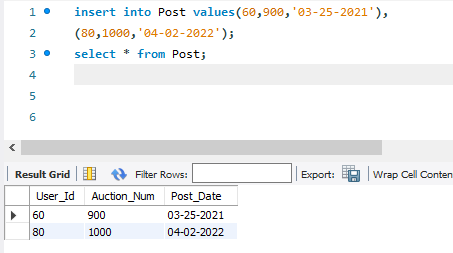 1 insert into Post values(60,900,'03-25-2021'),
2 (80,1000,'04-02-2022');
3 select * from Post;
4
5
6
Result Grid Filter Rows: Export: Wrap Cell Conten
User_Id Auction_Num Post_Date
60 900 03-25-2021
80 1000 04-02-2022